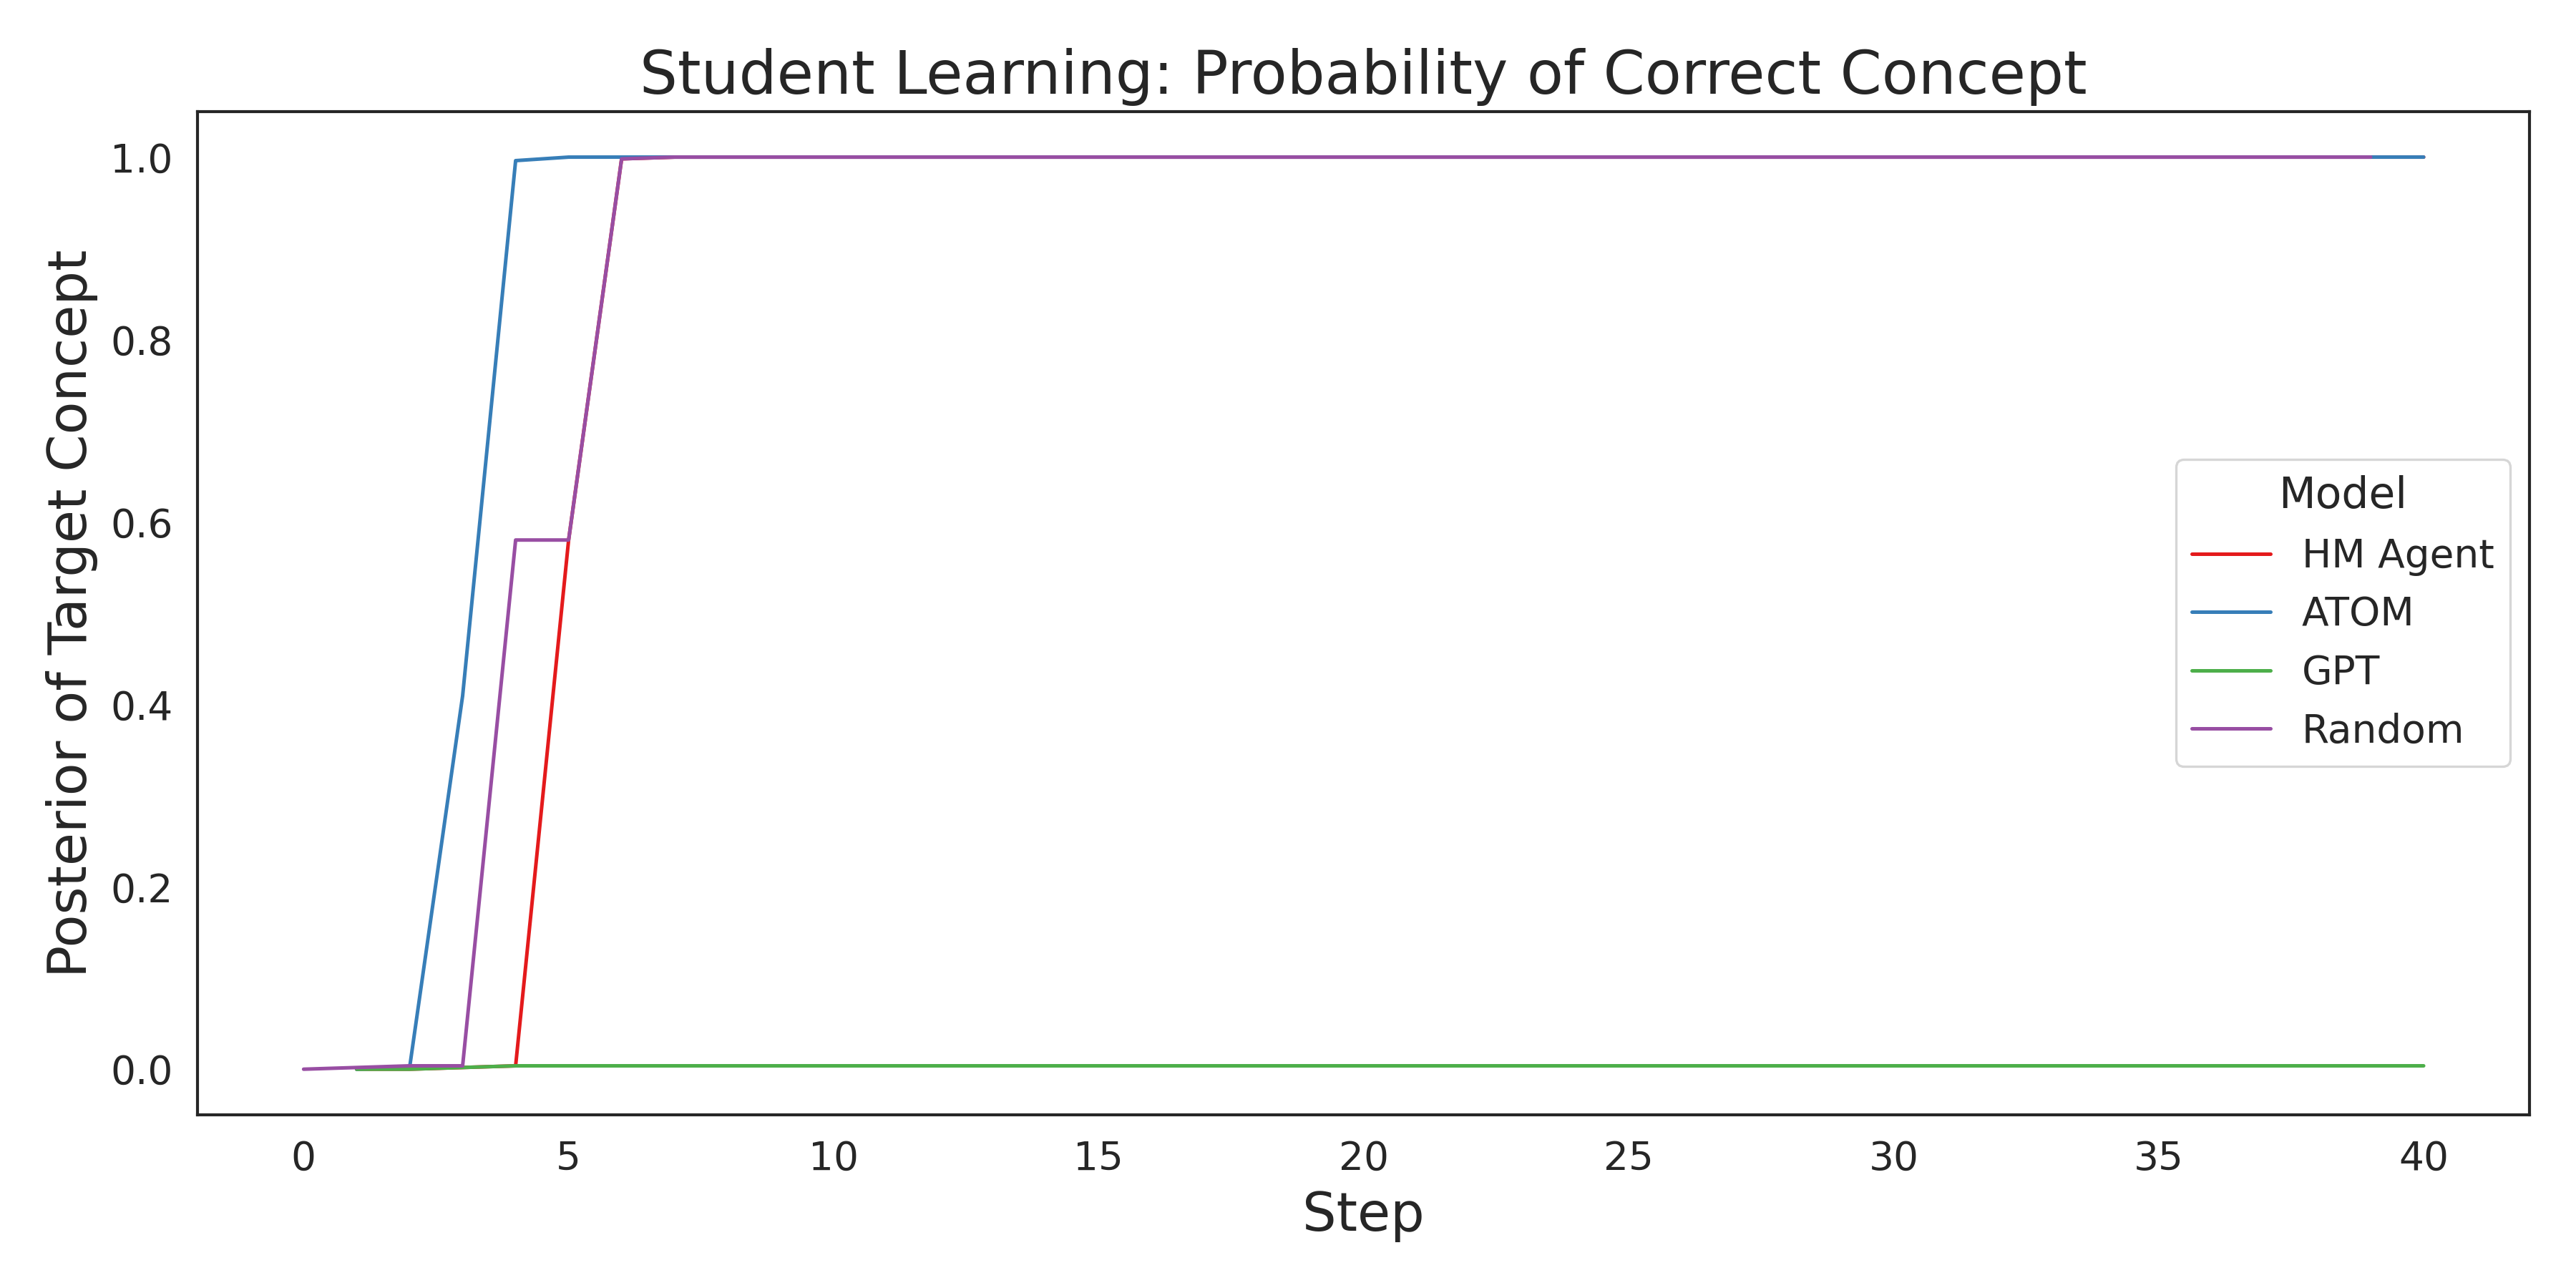 Student Learning: Probability of Correct Concept
Posterior of Target Concept
1.0
0.8
0.6
0.4
0.2
0.0
Model
HM Agent
ATOM
GPT
Random
0 5 10 15 20 25 30 35 40
Step